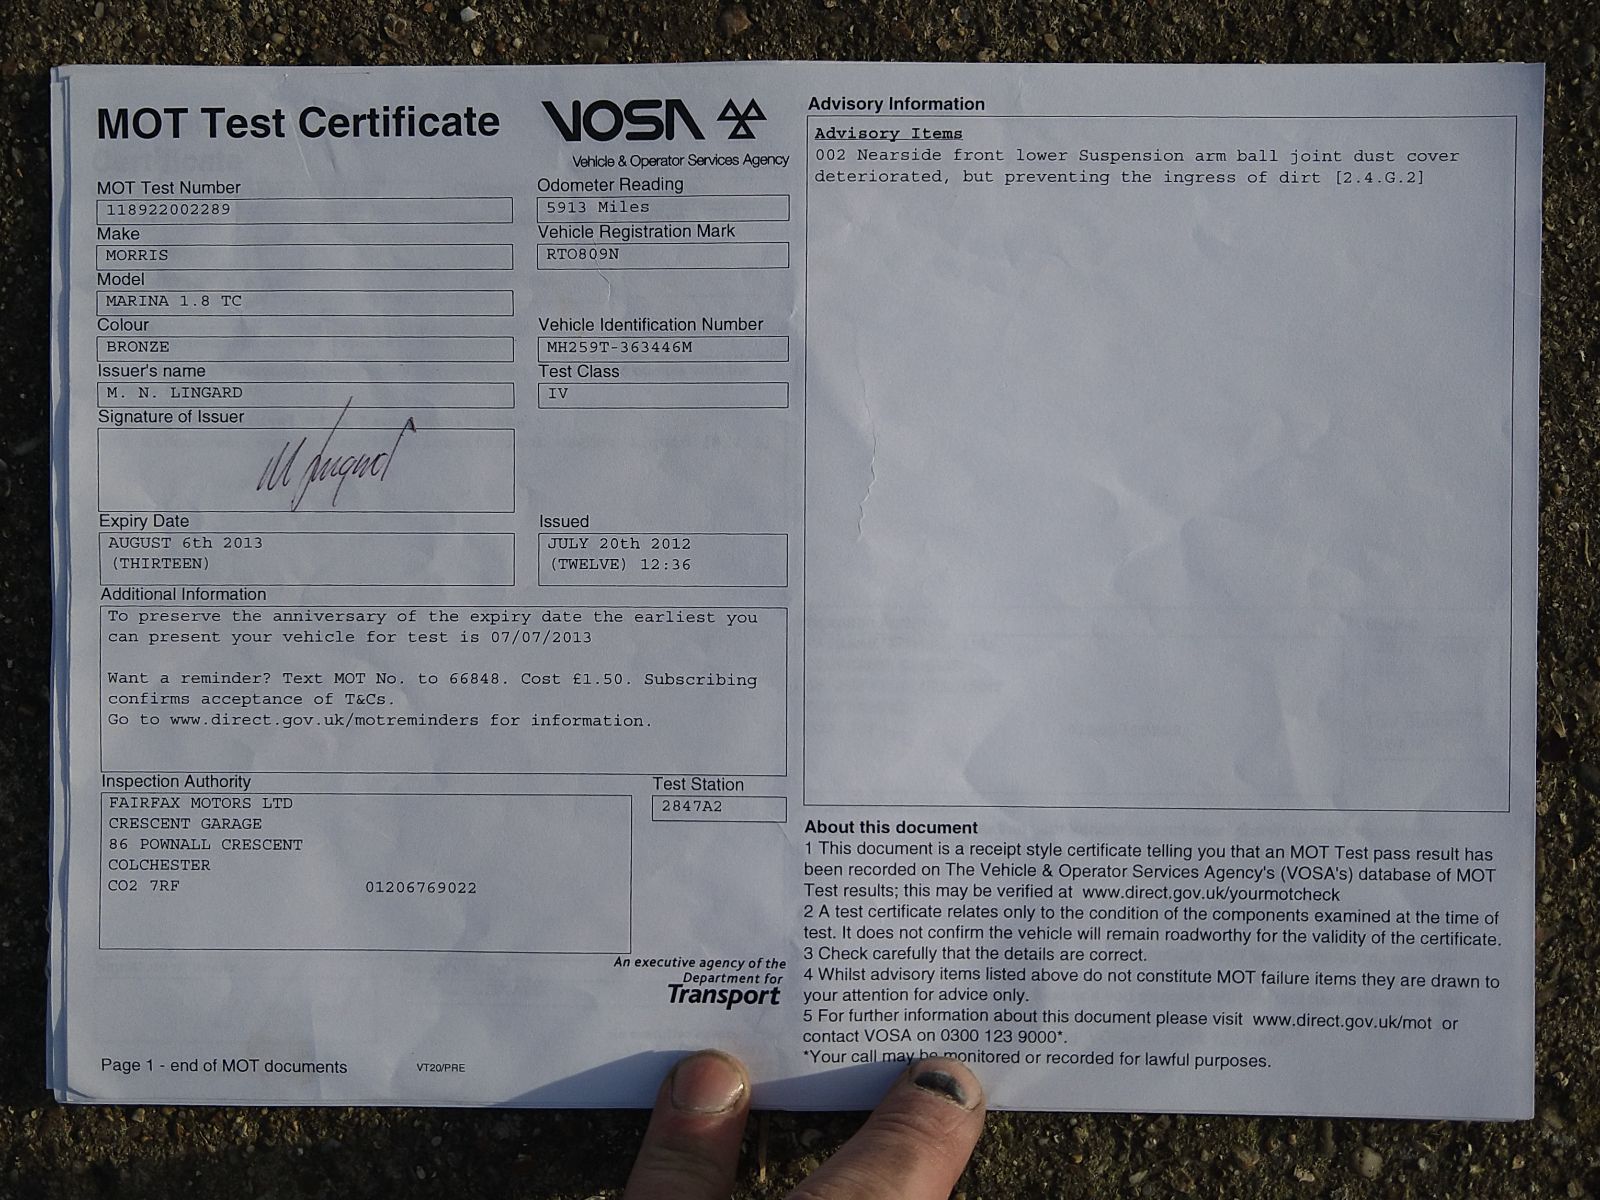 MOT Test Certificate
VOSA
Vehicle & Operator Services Agency
MOT Test Number
118922002289
Odometer Reading
5913 Miles
Make
MORRIS
Vehicle Registration Mark
RTO809N
Model
MARINA 1.8 TC
Colour
BRONZE
Vehicle Identification Number
MH259T-363446M
Issuer's name
M. N. LINGARD
Test Class
IV
Signature of Issuer
M Lingard
Expiry Date
AUGUST 6th 2013
(THIRTEEN)
Issued
JULY 20th 2012
(TWELVE) 12:36
Additional Information
To preserve the anniversary of the expiry date the earliest you
can present your vehicle for test is 07/07/2013
Want a reminder? Text MOT No. to 66848. Cost £1.50. Subscribing
confirms acceptance of T&Cs.
Go to www.direct.gov.uk/motreminders for information.
Inspection Authority
FAIRFAX MOTORS LTD
CRESCENT GARAGE
86 POWNALL CRESCENT
COLCHESTER
CO2 7RF 01206769022
Test Station
2847A2
An executive agency of the
Department for
Transport
Page 1 - end of MOT documents
VT20/PRE
Advisory Information
Advisory Items
002 Nearside front lower Suspension arm ball joint dust cover
deteriorated, but preventing the ingress of dirt [2.4.G.2]
About this document
1 This document is a receipt style certificate telling you that an MOT Test pass result has
been recorded on The Vehicle & Operator Services Agency's (VOSA's) database of MOT
Test results; this may be verified at www.direct.gov.uk/yourmotcheck
2 A test certificate relates only to the condition of the components examined at the time of
test. It does not confirm the vehicle will remain roadworthy for the validity of the certificate.
3 Check carefully that the details are correct.
4 Whilst advisory items listed above do not constitute MOT failure items they are drawn to
your attention for advice only.
5 For further information about this document please visit www.direct.gov.uk/mot or
contact VOSA on 0300 123 9000*.
*Your call may be monitored or recorded for lawful purposes.